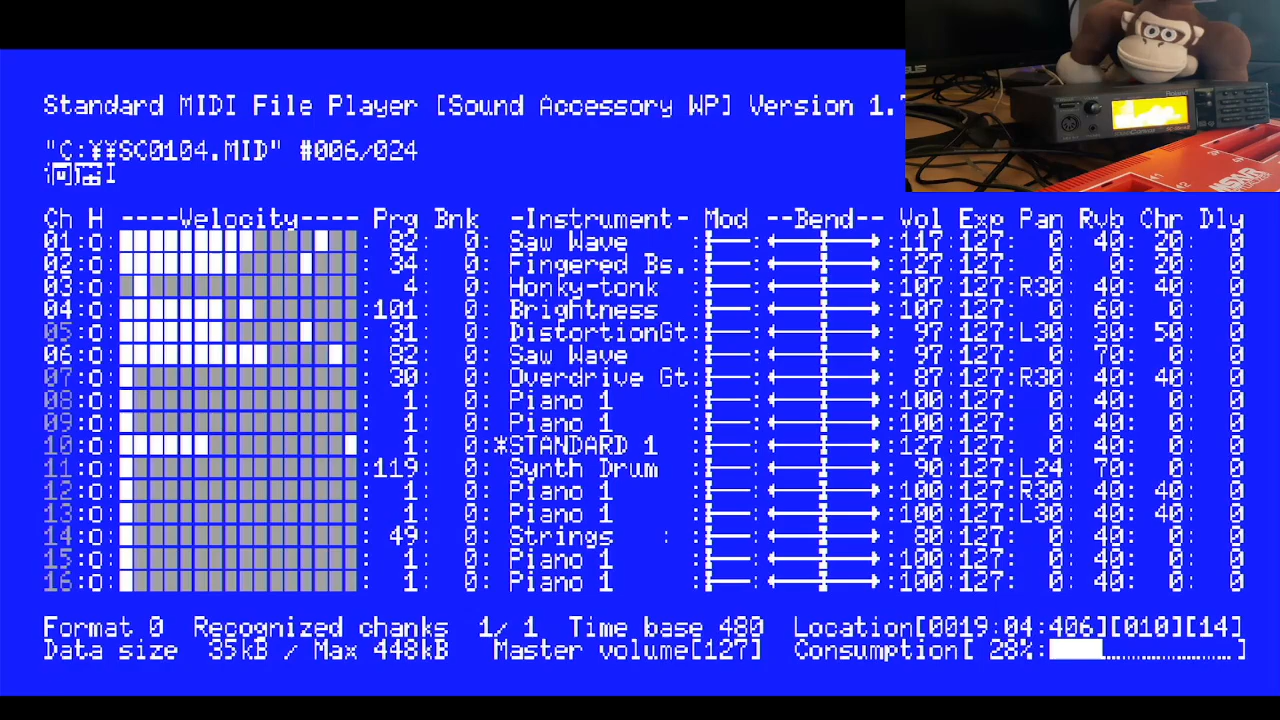 Standard MIDI File Player [Sound Accessory WP] Version 1.
"C:¥¥SC0104.MID" #006/024
Ch H ----Velocity---- Prg Bnk -Instrument- Mod --Bend-- Vol Exp Pan Rvb Chr Dly
01:O : 82: 0: Saw Wave : : :117:127: 0: 40: 20: 0
02:O : 34: 0: Fingered Bs.: : :127:127: 0: 0: 20: 0
03:O : 4: 0: Honky-tonk : : :107:127:R30: 40: 40: 0
04:O :101: 0: Brightness : : :107:127: 0: 60: 0: 0
05:O : 31: 0: DistortionGt: : : 97:127:L30: 30: 50: 0
06:O : 82: 0: Saw Wave : : : 97:127: 0: 70: 0: 0
07:O : 30: 0: Overdrive Gt: : : 87:127:R30: 40: 40: 0
08:O : 1: 0: Piano 1 : : :100:127: 0: 40: 0: 0
09:O : 1: 0: Piano 1 : : :100:127: 0: 40: 0: 0
10:O : 1: 0:*STANDARD 1 : : :127:127: 0: 40: 0: 0
11:O :119: 0: Synth Drum : : : 90:127:L24: 70: 0: 0
12:O : 1: 0: Piano 1 : : :100:127:R30: 40: 40: 0
13:O : 1: 0: Piano 1 : : :100:127:L30: 40: 40: 0
14:O : 49: 0: Strings : : : : 80:127: 0: 40: 0: 0
15:O : 1: 0: Piano 1 : : :100:127: 0: 40: 0: 0
16:O : 1: 0: Piano 1 : : :100:127: 0: 40: 0: 0
Format 0 Recognized chanks 1/ 1 Time base 480 Location[0019:04:406][010][14]
Data size 35kB / Max 448kB Master volume[127] Consumption[ 28%: ]
Roland